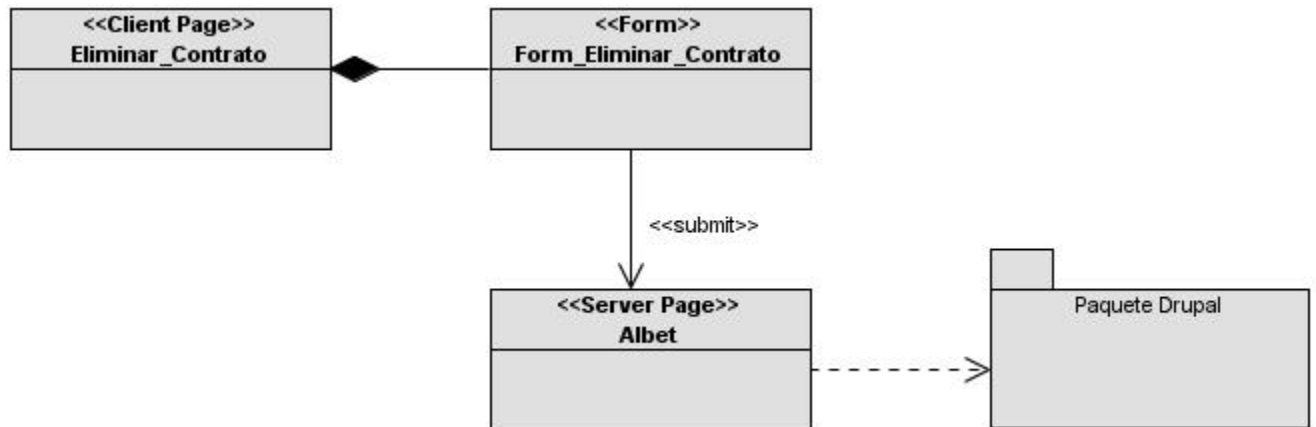 <<Client Page>>
Eliminar_Contrato
<<Form>>
Form_Eliminar_Contrato
<<submit>>
<<Server Page>>
Albet
Paquete Drupal